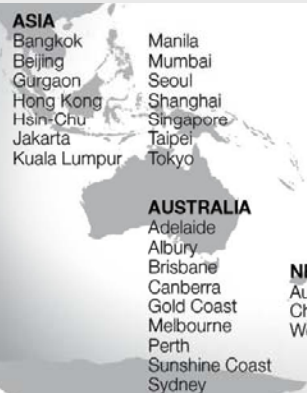 ASIA
Bangkok
Beijing
Gurgaon
Hong Kong
Hsin-Chu
Jakarta
Kuala Lumpur
Manila
Mumbai
Seoul
Shanghai
Singapore
Taipei
Tokyo
AUSTRALIA
Adelaide
Albury
Brisbane
Canberra
Gold Coast
Melbourne
Perth
Sunshine Coast
Sydney